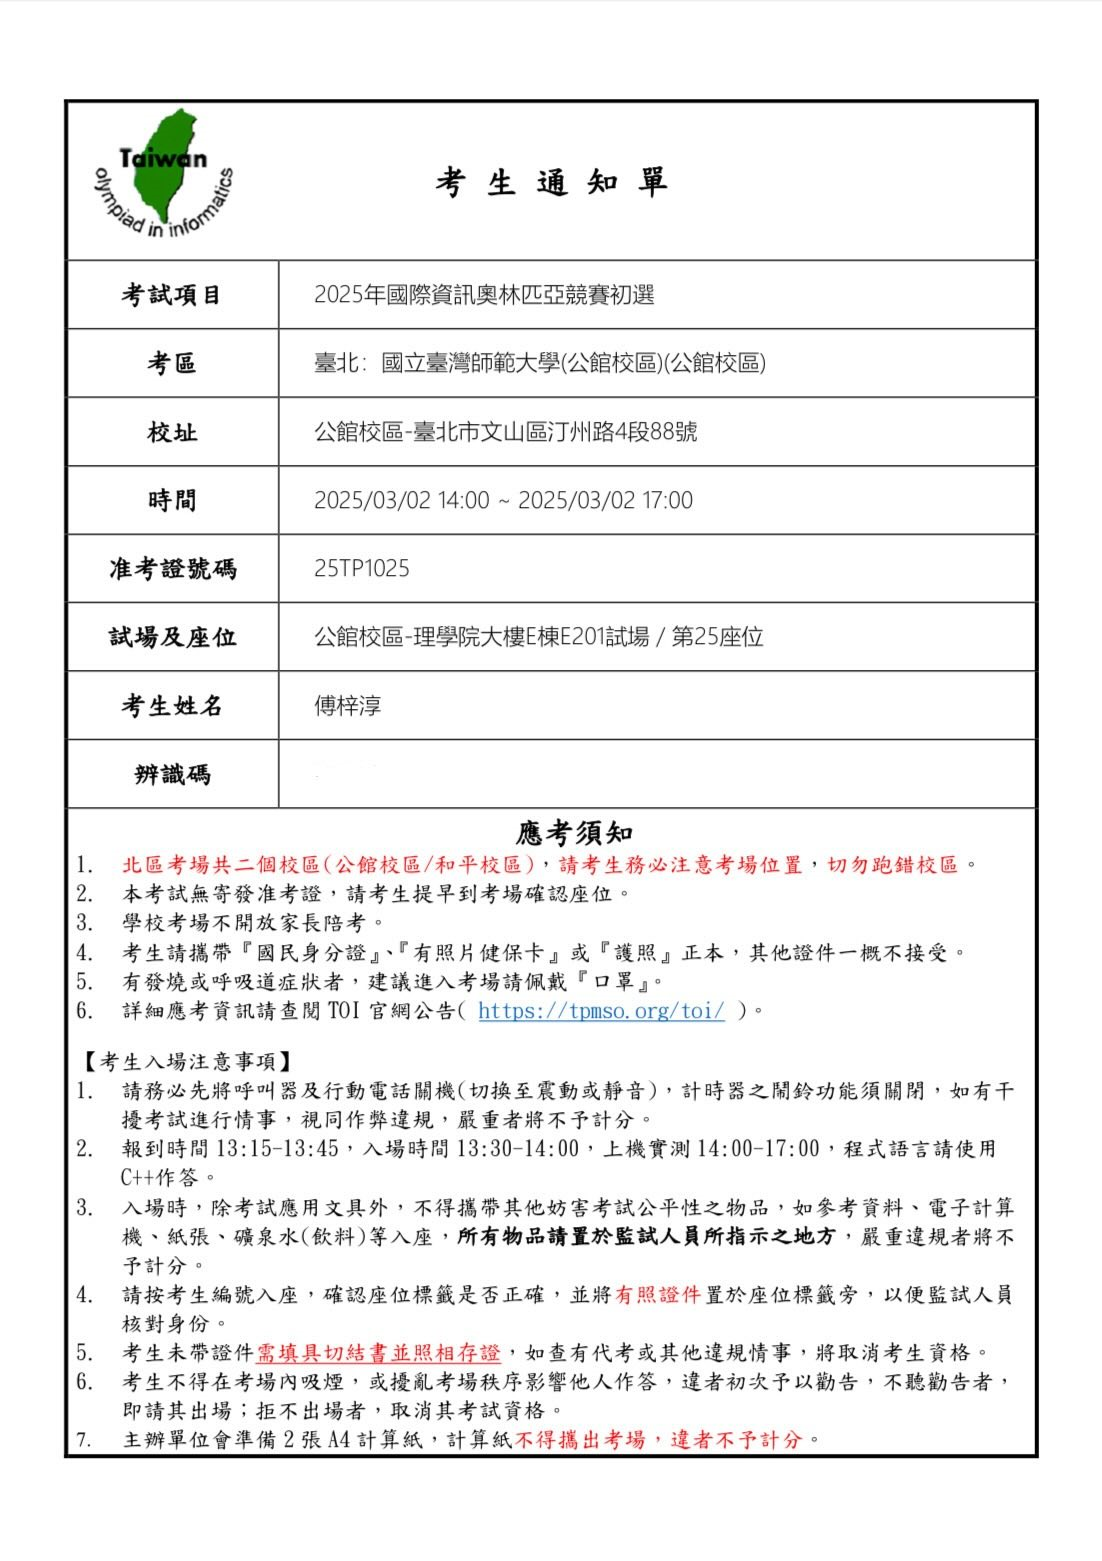 Taiwan
olympiad in informatics
考生通知單
考試項目 2025年國際資訊奧林匹亞競賽初選
考區 臺北：國立臺灣師範大學(公館校區)(公館校區)
校址 公館校區-臺北市文山區汀州路4段88號
時間 2025/03/02 14:00 ~ 2025/03/02 17:00
准考證號碼 25TP1025
試場及座位 公館校區-理學院大樓E棟E201試場 / 第25座位
考生姓名 傅梓淳
辨識碼
應考須知
1. 北區考場共二個校區(公館校區/和平校區)，請考生務必注意考場位置，切勿跑錯校區。
2. 本考試無寄發准考證，請考生提早到考場確認座位。
3. 學校考場不開放家長陪考。
4. 考生請攜帶『國民身分證』、『有照片健保卡』或『護照』正本，其他證件一概不接受。
5. 有發燒或呼吸道症狀者，建議進入考場請佩戴『口罩』。
6. 詳細應考資訊請查閱 TOI 官網公告( https://tpmso.org/toi/ )。
【考生入場注意事項】
1. 請務必先將呼叫器及行動電話關機(切換至震動或靜音)，計時器之鬧鈴功能須關閉，如有干
擾考試進行情事，視同作弊違規，嚴重者將不予計分。
2. 報到時間 13:15-13:45，入場時間 13:30-14:00，上機實測 14:00-17:00，程式語言請使用
C++作答。
3. 入場時，除考試應用文具外，不得攜帶其他妨害考試公平性之物品，如參考資料、電子計算
機、紙張、礦泉水(飲料)等入座，所有物品請置於監試人員所指示之地方，嚴重違規者將不
予計分。
4. 請按考生編號入座，確認座位標籤是否正確，並將有照證件置於座位標籤旁，以便監試人員
核對身份。
5. 考生未帶證件需填具切結書並照相存證，如查有代考或其他違規情事，將取消考生資格。
6. 考生不得在考場內吸煙，或擾亂考場秩序影響他人作答，違者初次予以勸告，不聽勸告者，
即請其出場；拒不出場者，取消其考試資格。
7. 主辦單位會準備 2 張 A4 計算紙，計算紙不得攜出考場，違者不予計分。